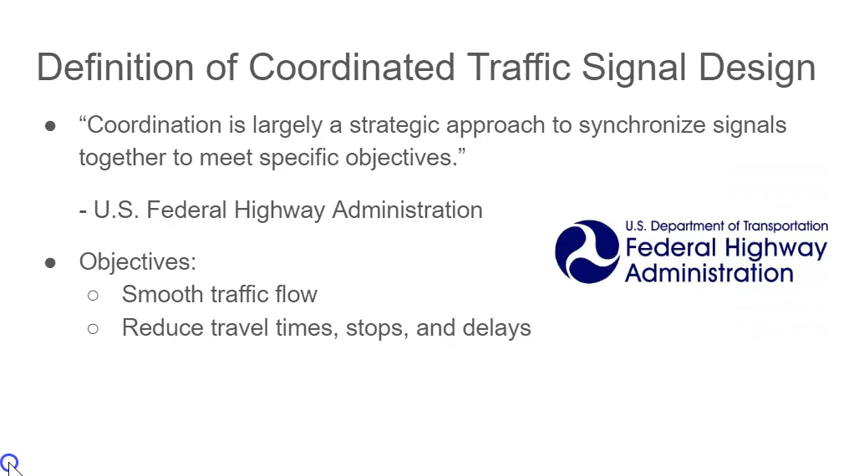 Definition of Coordinated Traffic Signal Design
● “Coordination is largely a strategic approach to synchronize signals
together to meet specific objectives.”
- U.S. Federal Highway Administration
U.S. Department of Transportation
Federal Highway
Administration
● Objectives:
○ Smooth traffic flow
○ Reduce travel times, stops, and delays